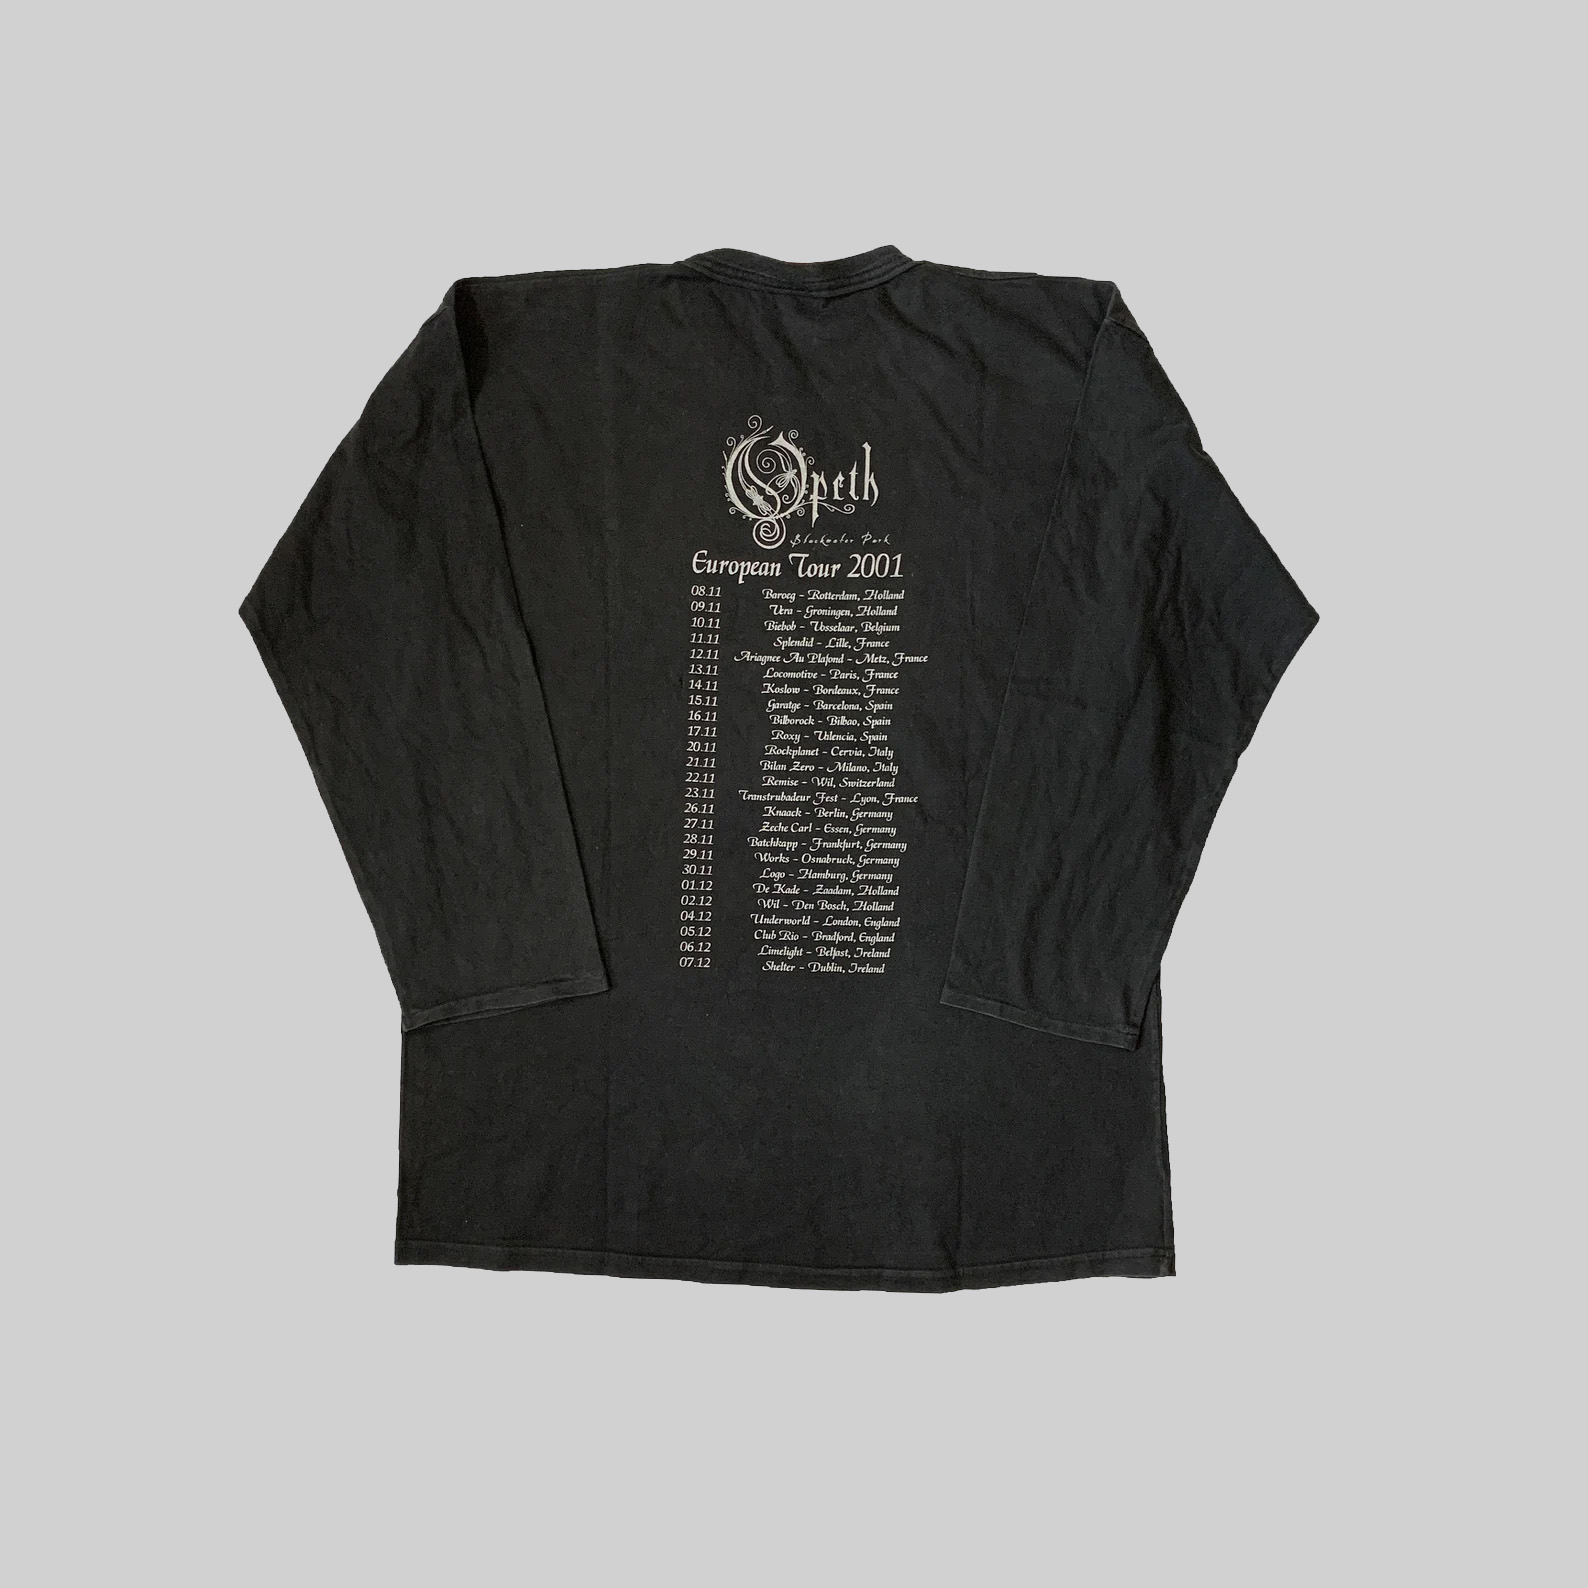 Opeth
Blackwater Park
European Tour 2001
08.11 Baroeg - Rotterdam, Holland
09.11 Vera - Groningen, Holland
10.11 Biebob - Vosselaar, Belgium
11.11 Splendid - Lille, France
12.11 Ariagnee Au Plafond - Metz, France
13.11 Locomotive - Paris, France
14.11 Koslow - Bordeaux, France
15.11 Garatge - Barcelona, Spain
16.11 Bilborock - Bilbao, Spain
17.11 Roxy - Valencia, Spain
20.11 Rockplanet - Cervia, Italy
21.11 Bilan Zero - Milano, Italy
22.11 Remise - Wil, Switzerland
23.11 Transtrubadeur Fest - Lyon, France
26.11 Knaack - Berlin, Germany
27.11 Zeche Carl - Essen, Germany
28.11 Batchkapp - Frankfurt, Germany
29.11 Works - Osnabruck, Germany
30.11 Logo - Hamburg, Germany
01.12 De Kade - Zaadam, Holland
02.12 Wil - Den Bosch, Holland
04.12 Underworld - London, England
05.12 Club Rio - Bradford, England
06.12 Limelight - Belfast, Ireland
07.12 Shelter - Dublin, Ireland